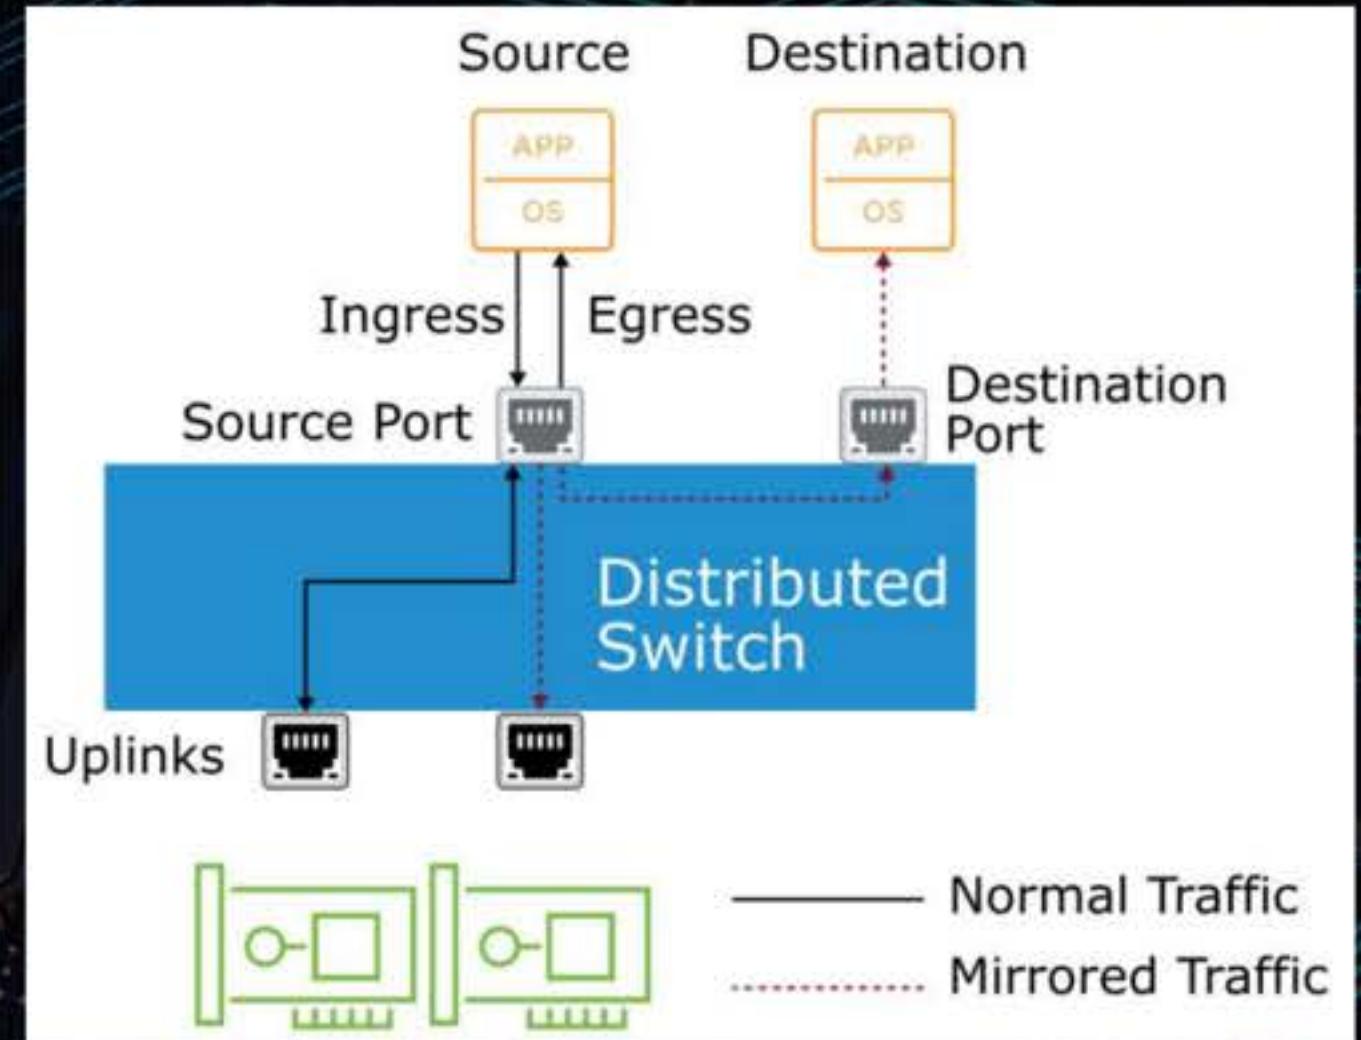 Source
Destination
APP
OS
APP
OS
Ingress
Egress
Source Port
Destination
Port
Distributed
Switch
Uplinks
Normal Traffic
Mirrored Traffic